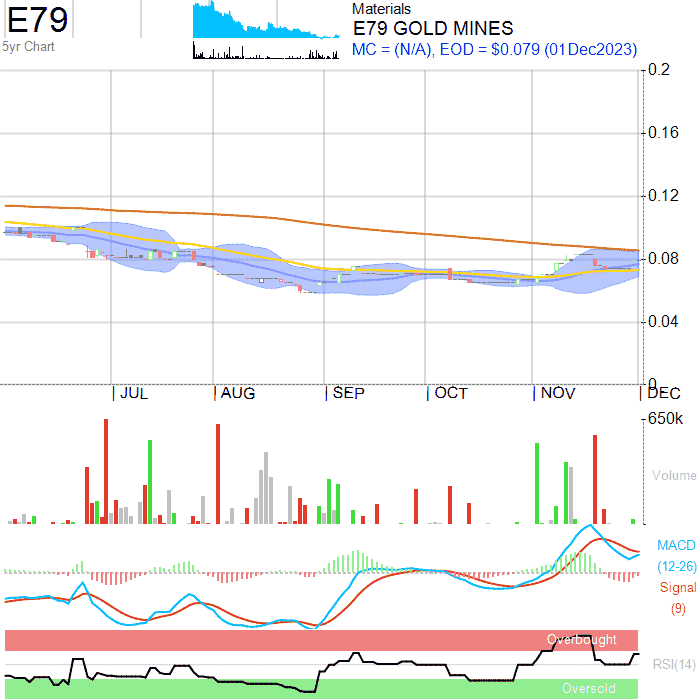 E79
5yr Chart
Materials
E79 GOLD MINES
MC = (N/A), EOD = $0.079 (01Dec2023)
0.2
0.16
0.12
0.08
0.04
0
JUL AUG SEP OCT NOV DEC
650k
Volume
MACD
(12-26)
Signal
(9)
Overbought
RSI(14)
Oversold